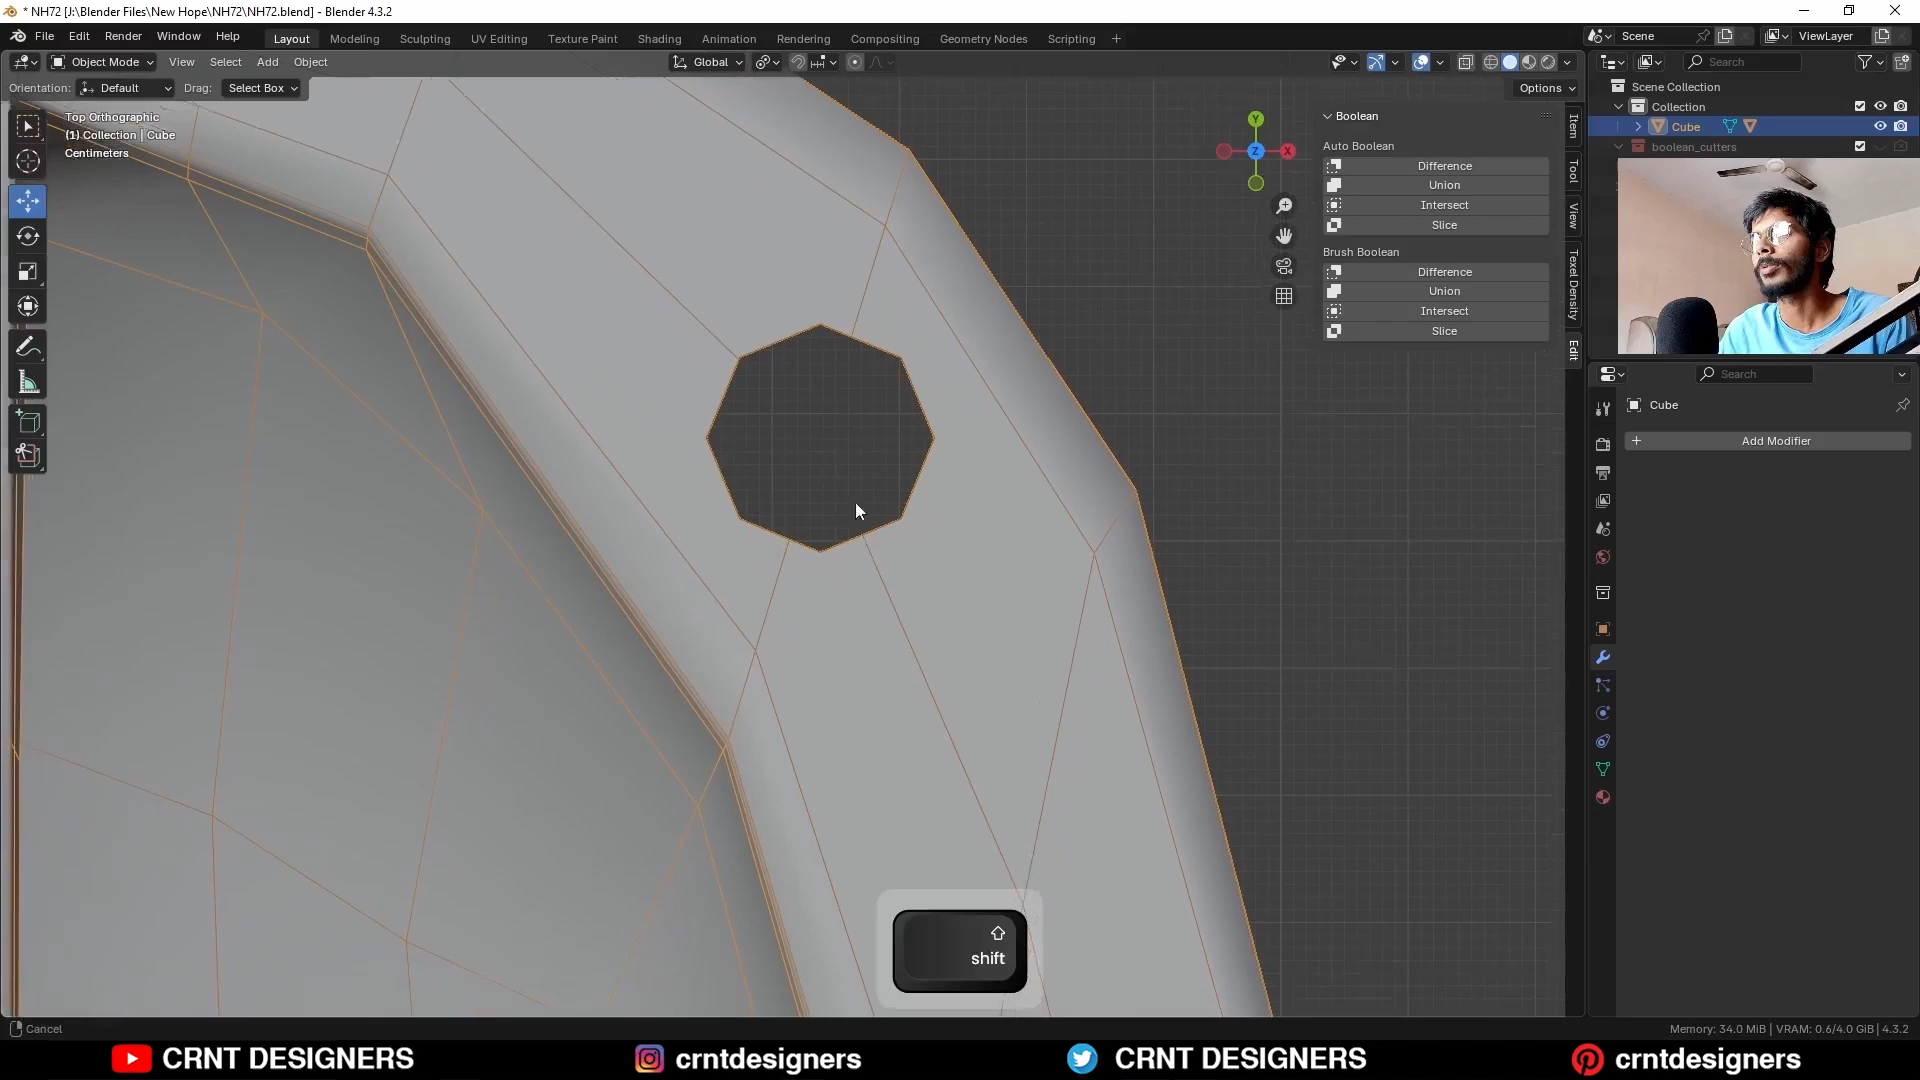 * NH72 [J:\Blender Files\New Hope\NH72\NH72.blend] - Blender 4.3.2
File Edit Render Window Help Layout Modeling Sculpting UV Editing Texture Paint Shading Animation Rendering Compositing Geometry Nodes Scripting + Scene ViewLayer
Object Mode View Select Add Object Global Search
Orientation: Default Drag: Select Box Options
Scene Collection
Collection
Cube
boolean_cutters
Top Orthographic
(1) Collection | Cube
Centimeters
Y
Z
X
Boolean
Auto Boolean
Difference
Union
Intersect
Slice
Brush Boolean
Difference
Union
Intersect
Slice
Item
Tool
View
Texel Density
Edit
Search
Cube
+ Add Modifier
shift
Cancel
Memory: 34.0 MiB | VRAM: 0.6/4.0 GiB | 4.3.2
CRNT DESIGNERS crntdesigners CRNT DESIGNERS crntdesigners